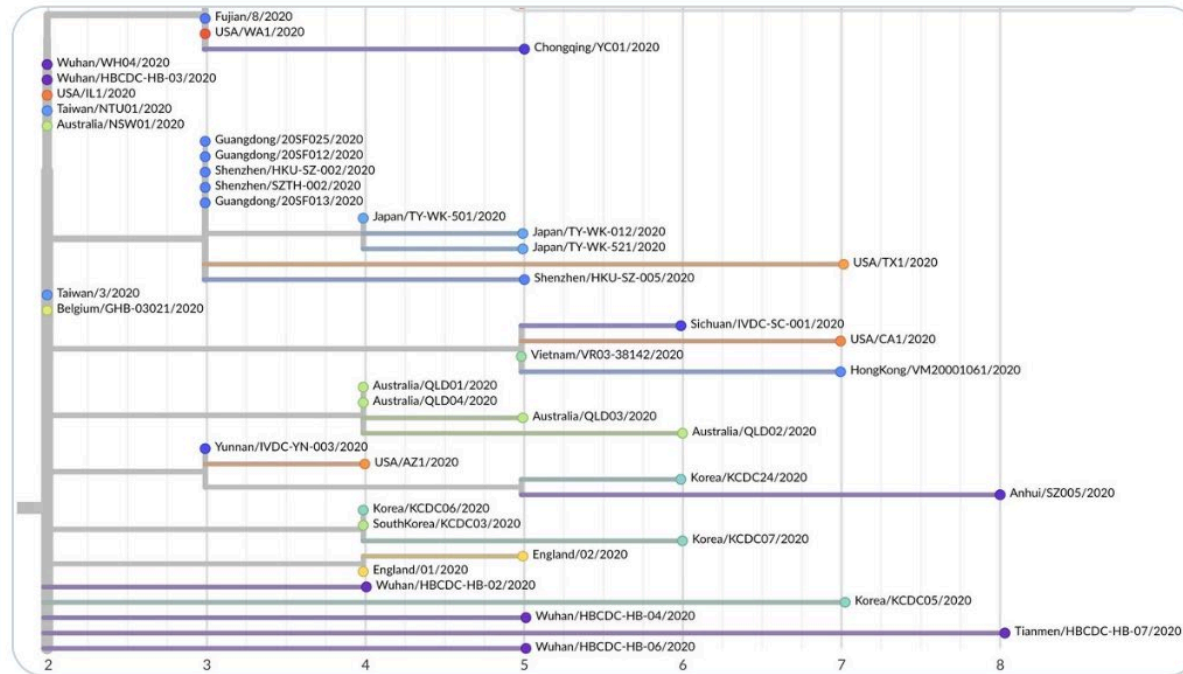 Fujian/8/2020
USA/WA1/2020
Chongqing/YC01/2020
Wuhan/WH04/2020
Wuhan/HBCDC-HB-03/2020
USA/IL1/2020
Taiwan/NTU01/2020
Australia/NSW01/2020
Guangdong/20SF025/2020
Guangdong/20SF012/2020
Shenzhen/HKU-SZ-002/2020
Shenzhen/SZTH-002/2020
Guangdong/20SF013/2020
Japan/TY-WK-501/2020
Japan/TY-WK-012/2020
Japan/TY-WK-521/2020
USA/TX1/2020
Shenzhen/HKU-SZ-005/2020
Taiwan/3/2020
Belgium/GHB-03021/2020
Sichuan/IVDC-SC-001/2020
USA/CA1/2020
Vietnam/VR03-38142/2020
HongKong/VM20001061/2020
Australia/QLD01/2020
Australia/QLD04/2020
Australia/QLD03/2020
Australia/QLD02/2020
Yunnan/IVDC-YN-003/2020
USA/AZ1/2020
Korea/KCDC24/2020
Anhui/SZ005/2020
Korea/KCDC06/2020
SouthKorea/KCDC03/2020
Korea/KCDC07/2020
England/02/2020
England/01/2020
Wuhan/HBCDC-HB-02/2020
Korea/KCDC05/2020
Wuhan/HBCDC-HB-04/2020
Tianmen/HBCDC-HB-07/2020
Wuhan/HBCDC-HB-06/2020
2 3 4 5 6 7 8